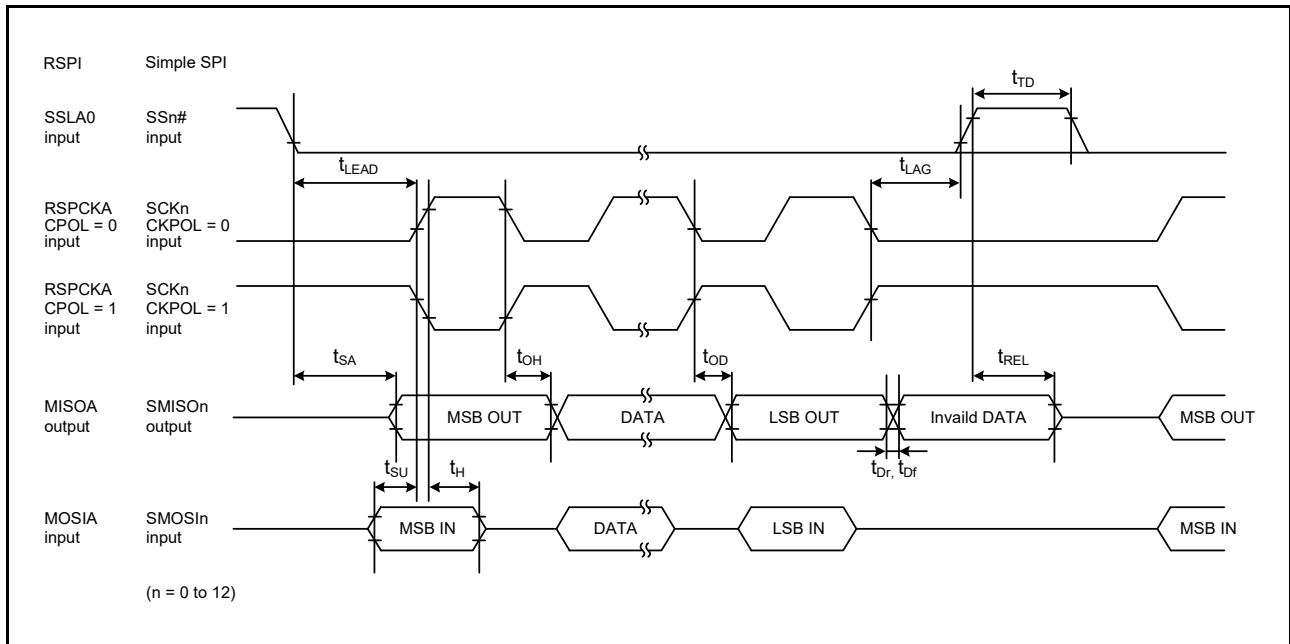 RSPI Simple SPI
tTD
SSLA0 SSn#
input input
tLEAD tLAG
RSPCKA SCKn
CPOL = 0 CKPOL = 0
input input
RSPCKA SCKn
CPOL = 1 CKPOL = 1
input input
tSA tOH tOD tREL
MISOA SMISOn MSB OUT DATA LSB OUT Invaild DATA MSB OUT
output output
tSU tH tDr, tDf
MOSIA SMOSIn MSB IN DATA LSB IN MSB IN
input input
(n = 0 to 12)